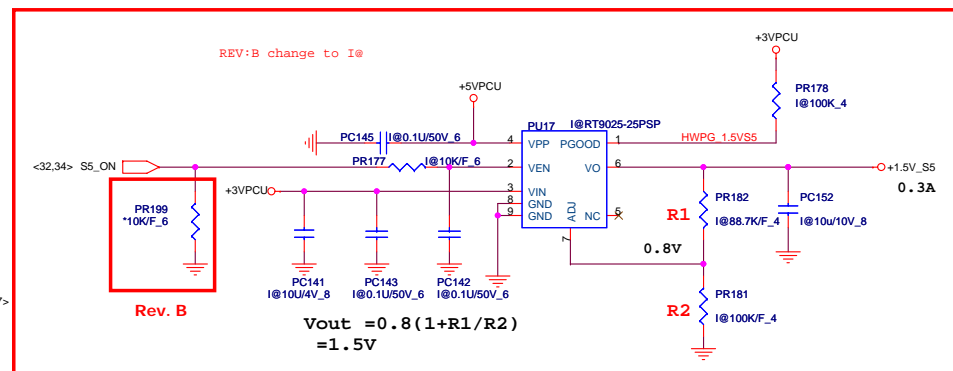 REV:B change to I@
+3VPCU
+5VPCU
PR178
I@100K_4
PU17
I@RT9025-25PSP
PC145
I@0.1U/50V_6
4
VPP
PGOOD
1
HWPG_1.5VS5
<32,34>
S5_ON
PR177
I@10K/F_6
2
VEN
VO
6
+1.5V_S5
0.3A
+3VPCU
3
VIN
8
GND
9
GND
ADJ
NC
5
7
PR199
*10K/F_6
R1
PR182
I@88.7K/F_4
PC152
I@10u/10V_8
0.8V
PC141
I@10U/4V_8
PC143
I@0.1U/50V_6
PC142
I@0.1U/50V_6
R2
PR181
I@100K/F_4
Rev. B
Vout =0.8(1+R1/R2)
=1.5V